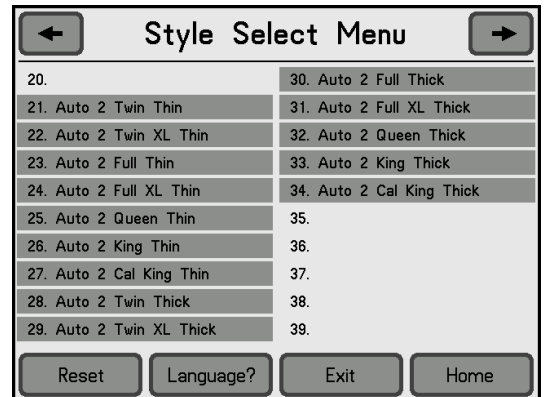 Style Select Menu
20.
21. Auto 2 Twin Thin
22. Auto 2 Twin XL Thin
23. Auto 2 Full Thin
24. Auto 2 Full XL Thin
25. Auto 2 Queen Thin
26. Auto 2 King Thin
27. Auto 2 Cal King Thin
28. Auto 2 Twin Thick
29. Auto 2 Twin XL Thick
30. Auto 2 Full Thick
31. Auto 2 Full XL Thick
32. Auto 2 Queen Thick
33. Auto 2 King Thick
34. Auto 2 Cal King Thick
35.
36.
37.
38.
39.
Reset Language? Exit Home